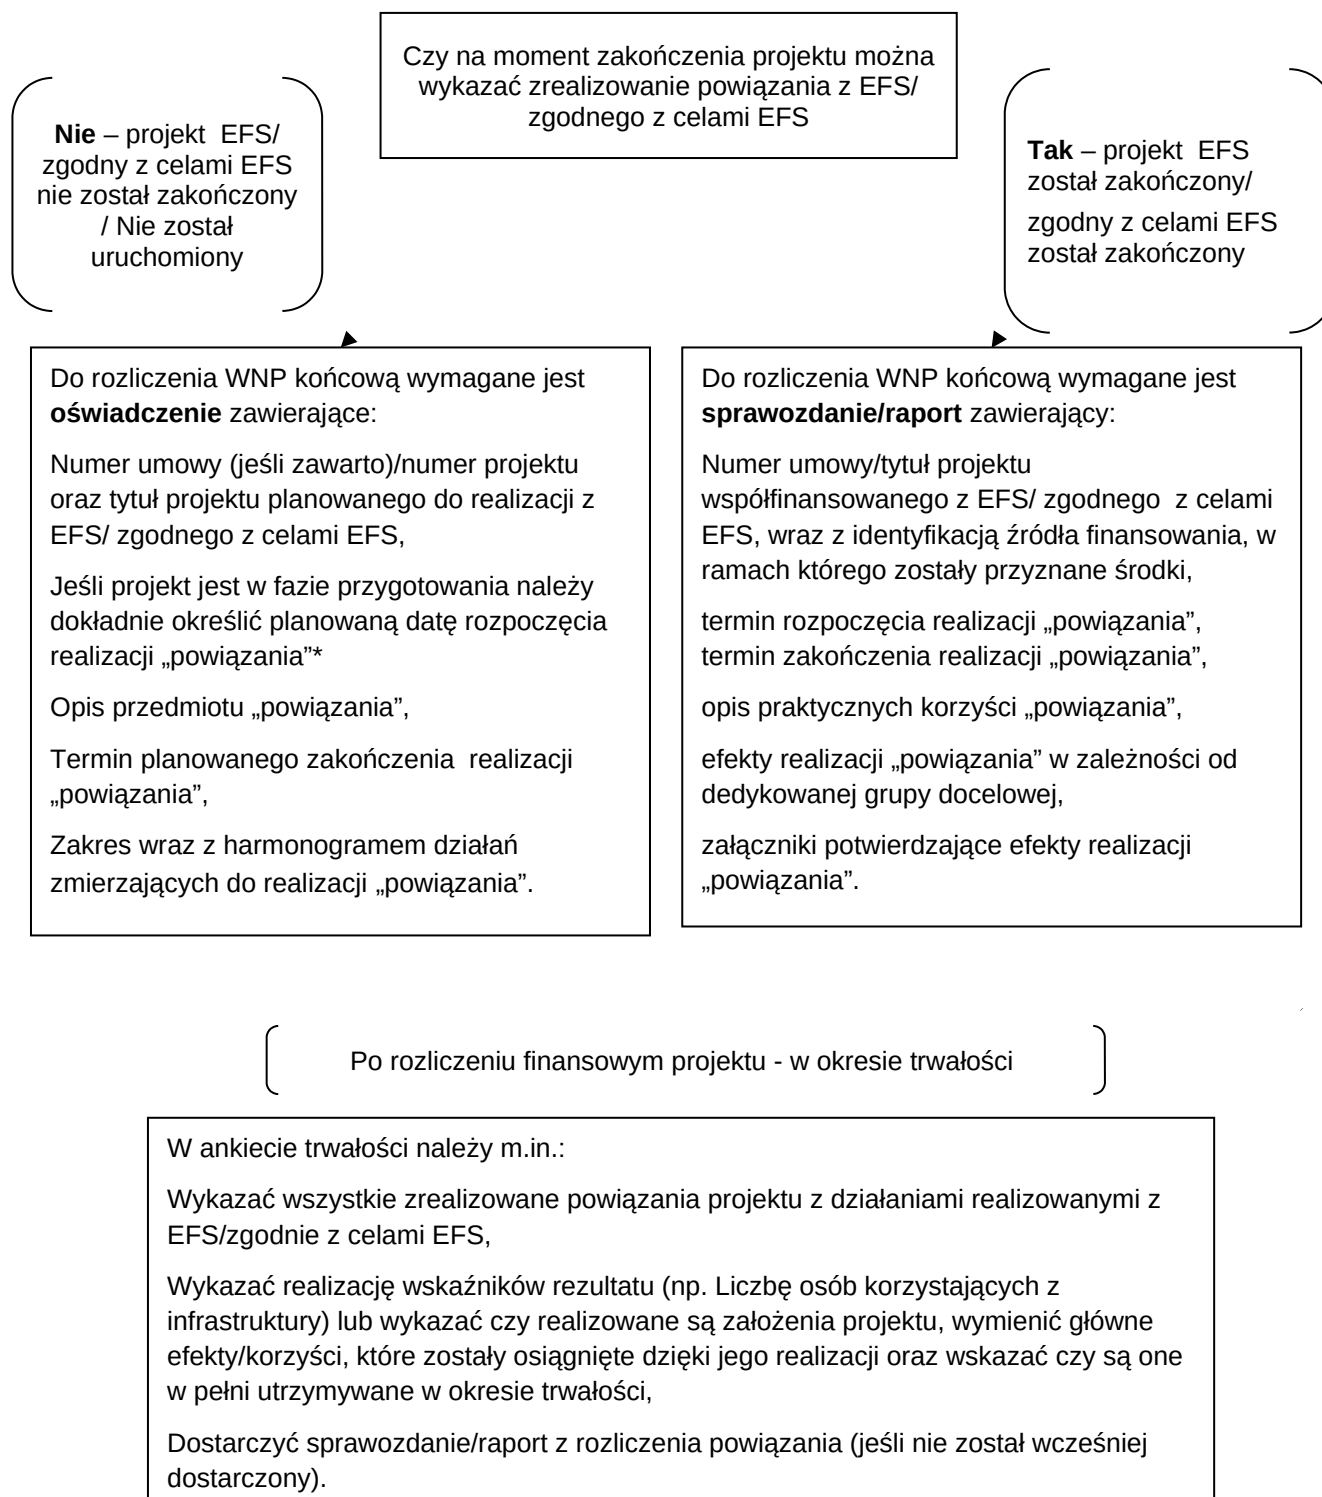 Czy na moment zakończenia projektu można
wykazać zrealizowanie powiązania z EFS/
zgodnego z celami EFS
Nie – projekt  EFS/
zgodny z celami EFS
nie został zakończony
/ Nie został
uruchomiony
Tak – projekt  EFS
został zakończony/
zgodny z celami EFS
został zakończony
Do rozliczenia WNP końcową wymagane jest
oświadczenie zawierające:
Numer umowy (jeśli zawarto)/numer projektu
oraz tytuł projektu planowanego do realizacji z
EFS/ zgodnego z celami EFS,
Jeśli projekt jest w fazie przygotowania należy
dokładnie określić planowaną datę rozpoczęcia
realizacji „powiązania”*
Opis przedmiotu „powiązania”,
Termin planowanego zakończenia  realizacji
„powiązania”,
Zakres wraz z harmonogramem działań
zmierzających do realizacji „powiązania”.
Do rozliczenia WNP końcową wymagane jest
sprawozdanie/raport zawierający:
Numer umowy/tytuł projektu
współfinansowanego z EFS/ zgodnego  z celami
EFS, wraz z identyfikacją źródła finansowania, w
ramach którego zostały przyznane środki,
termin rozpoczęcia realizacji „powiązania”,
termin zakończenia realizacji „powiązania”,
opis praktycznych korzyści „powiązania”,
efekty realizacji „powiązania” w zależności od
dedykowanej grupy docelowej,
załączniki potwierdzające efekty realizacji
„powiązania”.
Po rozliczeniu finansowym projektu - w okresie trwałości
W ankiecie trwałości należy m.in.:
Wykazać wszystkie zrealizowane powiązania projektu z działaniami realizowanymi z
EFS/zgodnie z celami EFS,
Wykazać realizację wskaźników rezultatu (np. Liczbę osób korzystających z
infrastruktury) lub wykazać czy realizowane są założenia projektu, wymienić główne
efekty/korzyści, które zostały osiągnięte dzięki jego realizacji oraz wskazać czy są one
w pełni utrzymywane w okresie trwałości,
Dostarczyć sprawozdanie/raport z rozliczenia powiązania (jeśli nie został wcześniej
dostarczony).